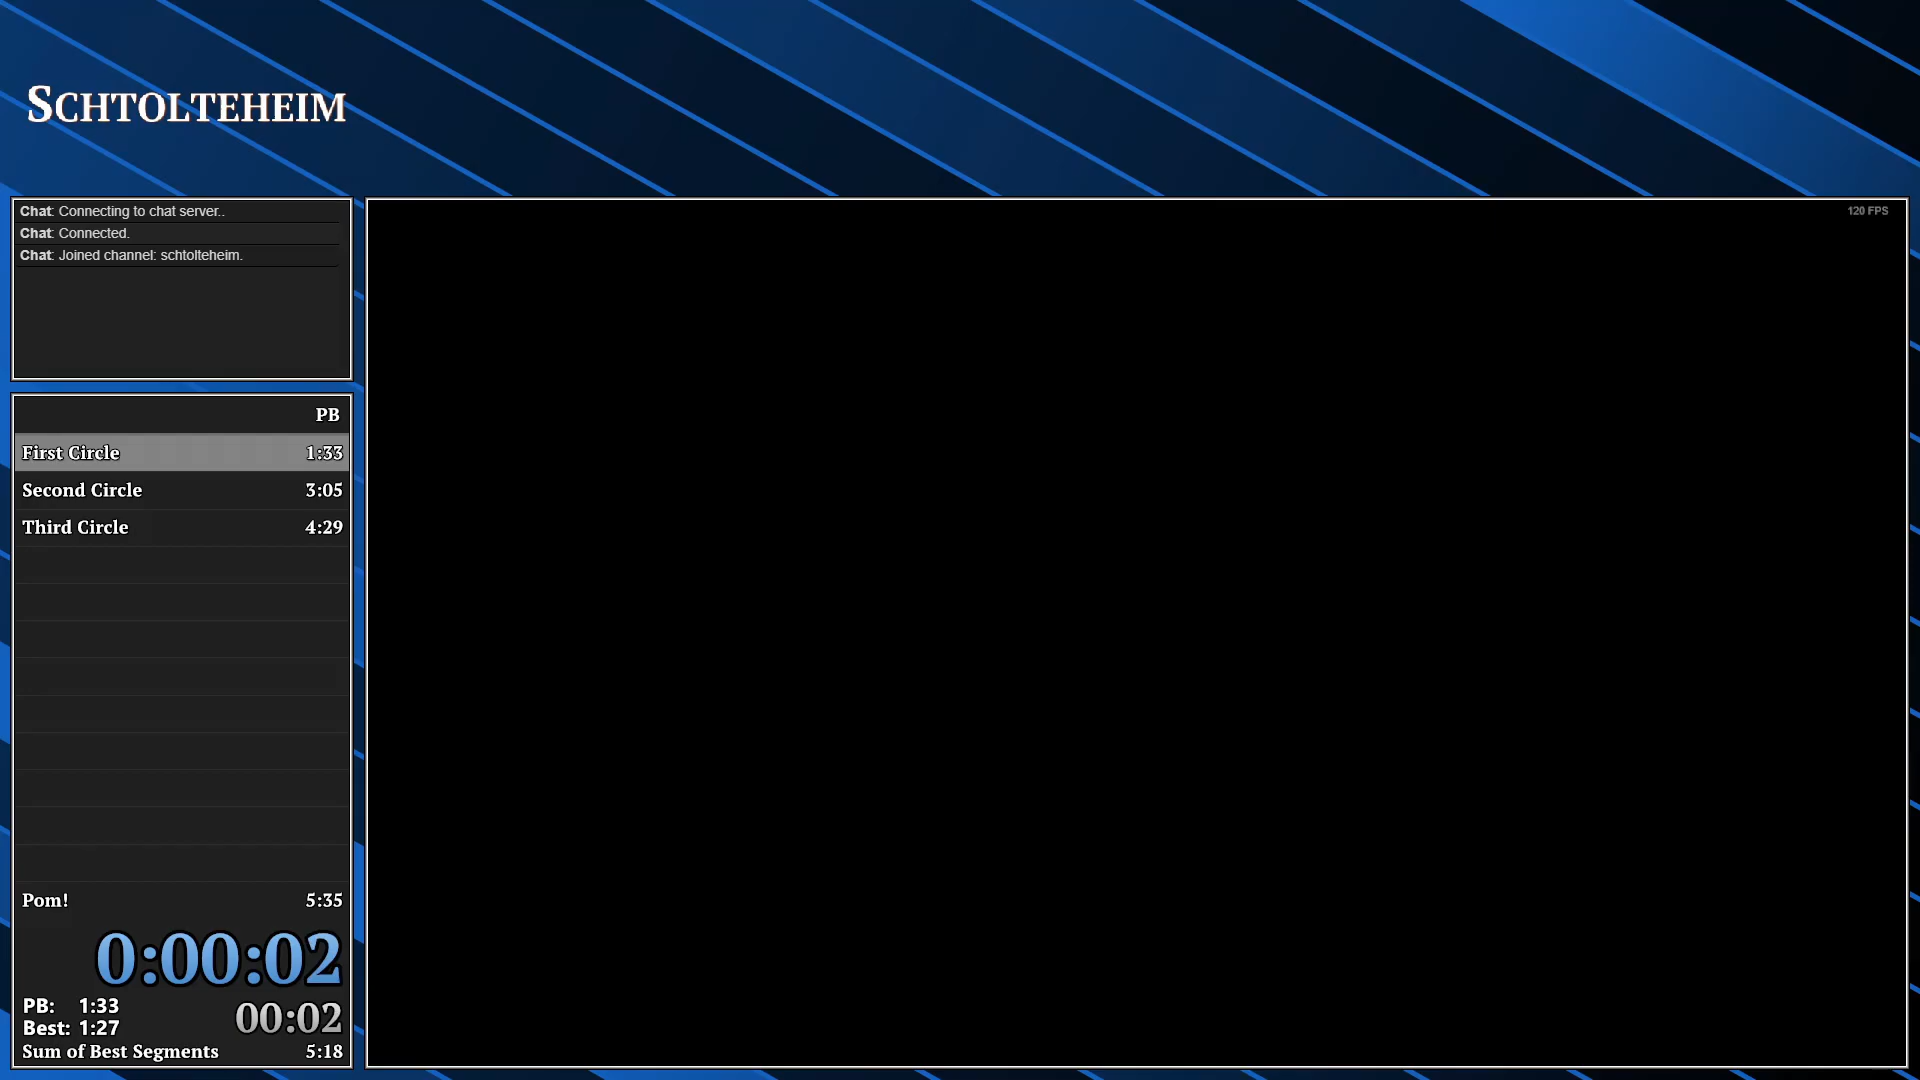 SCHTOLTEHEIM
Chat: Connecting to chat server..
Chat: Connected.
Chat: Joined channel: schtolteheim.
120 FPS
PB
First Circle 1:33
Second Circle 3:05
Third Circle 4:29
Pom! 5:35
0:00:02
PB: 1:33
Best: 1:27
00:02
Sum of Best Segments 5:18